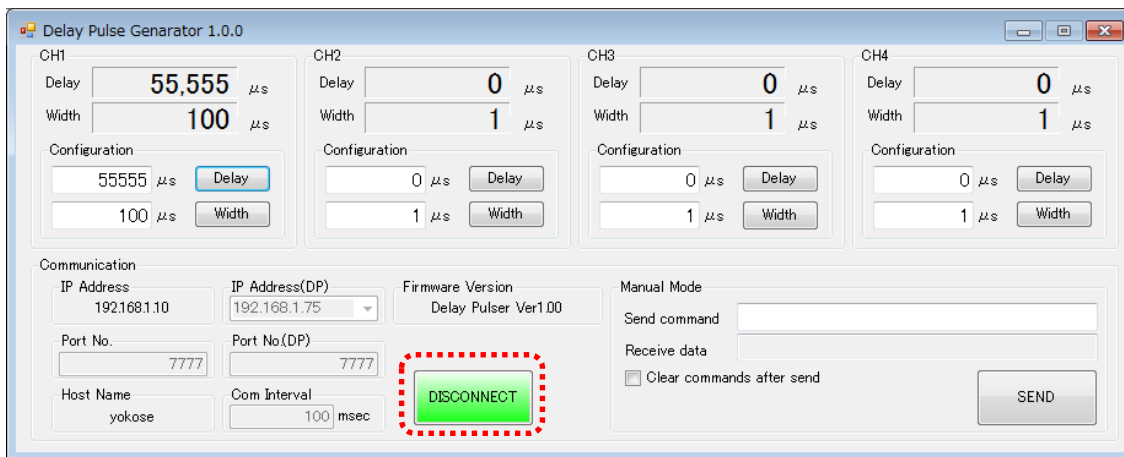 Delay Pulse Genarator 1.0.0
CH1
Delay 55,555 μs
Width 100 μs
Configuration
55555 μs Delay
100 μs Width
CH2
Delay 0 μs
Width 1 μs
Configuration
0 μs Delay
1 μs Width
CH3
Delay 0 μs
Width 1 μs
Configuration
0 μs Delay
1 μs Width
CH4
Delay 0 μs
Width 1 μs
Configuration
0 μs Delay
1 μs Width
Communication
IP Address
192.168.1.10
IP Address(DP)
192.168.1.75
Firmware Version
Delay Pulser Ver1.00
Port No.
7777
Port No.(DP)
7777
Host Name
yokose
Com Interval
100 msec
DISCONNECT
Manual Mode
Send command
Receive data
Clear commands after send
SEND